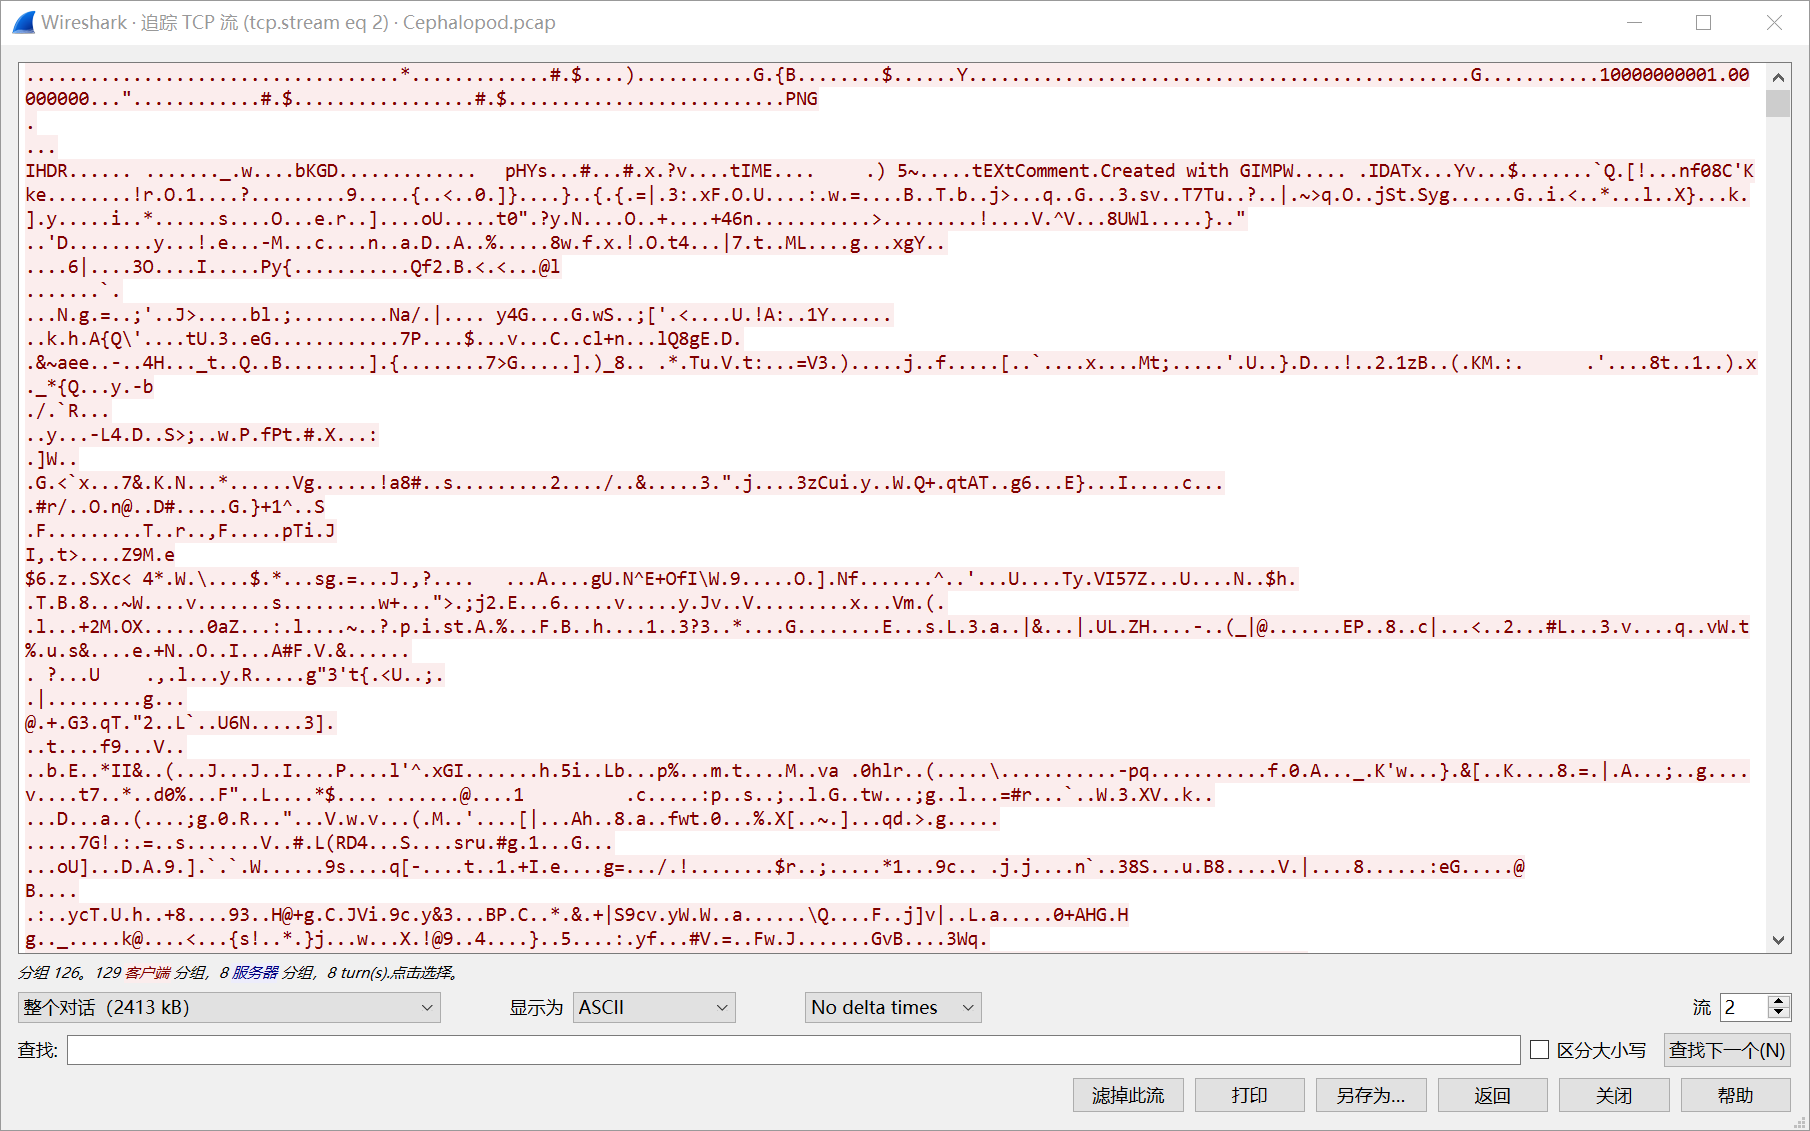 Wireshark · 追踪 TCP 流 (tcp.stream eq 2) · Cephalopod.pcap
...................................*.............#.$....)...........G.{B........$......Y...............................................G...........10000000001.00
000000..."............#.$.................#.$..........................PNG
.
...
IHDR...... ......._.w....bKGD............. pHYs...#...#.x.?v....tIME.... .) 5~.....tEXtComment.Created with GIMPW..... .IDATx...Yv...$.......`Q.[!...nf08C'K
ke........!r.O.1....?.........9.....{..<..0.]}....}..{.{.=|.3:.xF.O.U....:.w.=....B..T.b..j>...q..G...3.sv..T7Tu..?..|.~>q.O..jSt.Syg......G..i.<..*...l..X}...k.
].y.....i..*......s....O...e.r..]....oU.....t0".?y.N....O..+....+46n...........>.........!....V.^V...8UWl.....}.."
..'D........y...!.e...-M...c....n..a.D..A..%.....8w.f.x.!.O.t4...|7.t..ML....g...xgY..
....6|....3O....I.....Py{...........Qf2.B.<.<...@l
.......`.
...N.g.=..;'..J>.....bl.;.........Na/.|.... y4G....G.wS..;['.<....U.!A:..1Y......
..k.h.A{Q\'....tU.3..eG............7P....$...v...C..cl+n...lQ8gE.D.
.&~aee..-..4H..._t..Q..B........].{........7>G.....].)_8.. .*.Tu.V.t:...=V3.).....j..f.....[..`....x....Mt;.....'.U..}.D...!..2.1zB..(.KM.:. .'....8t..1..).x
._*{Q...y.-b
./.`R...
..y...-L4.D..S>;..w.P.fPt.#.X...:
.]W..
.G.<`x...7&.K.N...*......Vg......!a8#..s.........2..../..&.....3.".j....3zCui.y..W.Q+.qtAT..g6...E}...I.....c...
.#r/..O.n@..D#.....G.}+1^..S
.F.........T..r..,F.....pTi.J
I,.t>....Z9M.e
$6.z..SXc< 4*.W.\....$.*...sg.=...J.,?.... ...A....gU.N^E+OfI\W.9.....O.].Nf.......^..'...U....Ty.VI57Z...U....N..$h.
.T.B.8...~W....v.......s.........w+...">.;j2.E...6.....v.....y.Jv..V.........x...Vm.(.
.l...+2M.OX......0aZ...:.l....~..?.p.i.st.A.%...F.B..h....1..3?3..*....G........E...s.L.3.a..|&...|.UL.ZH....-..(_|@.......EP..8..c|...<..2...#L...3.v....q..vW.t
%.u.s&....e.+N..O..I...A#F.V.&......
. ?...U .,.l...y.R.....g"3't{.<U..;.
.|.........g...
@.+.G3.qT."2..L`..U6N.....3].
..t....f9...V..
..b.E..*II&..(...J...J..I....P....l'^.xGI.......h.5i..Lb...p%...m.t....M..va .0hlr..(.....\...........-pq...........f.0.A..._.K'w...}.&[..K....8.=.|.A...;..g....
v....t7..*..d0%...F"..L....*$.... .......@....1 .c.....:p..s..;..l.G..tw...;g..l...=#r...`..W.3.XV..k..
...D...a..(....;g.0.R..."...V.w.v...(.M..'....[|...Ah..8.a..fwt.0...%.X[..~.]...qd.>.g.....
.....7G!.:.=..s.......V..#.L(RD4...S....sru.#g.1...G...
...oU]...D.A.9.].`.`.W......9s....q[-....t..1.+I.e....g=.../.!........$r..;.....*1...9c.. .j.j....n`..38S...u.B8.....V.|....8......:eG.....@
B....
.:..ycT.U.h..+8....93..H@+g.C.JVi.9c.y&3...BP.C..*.&.+|S9cv.yW.W..a......\Q....F..j]v|..L.a.....0+AHG.H
g.._.....k@....<...{s!..*.}j...w...X.!@9..4....}..5....:.yf...#V.=..Fw.J.......GvB....3Wq.
分组 126。129 客户端 分组，8 服务器 分组，8 turn(s).点击选择。
整个对话（2413 kB） 显示为 ASCII No delta times 流 2
查找: 区分大小写 查找下一个(N)
滤掉此流 打印 另存为... 返回 关闭 帮助